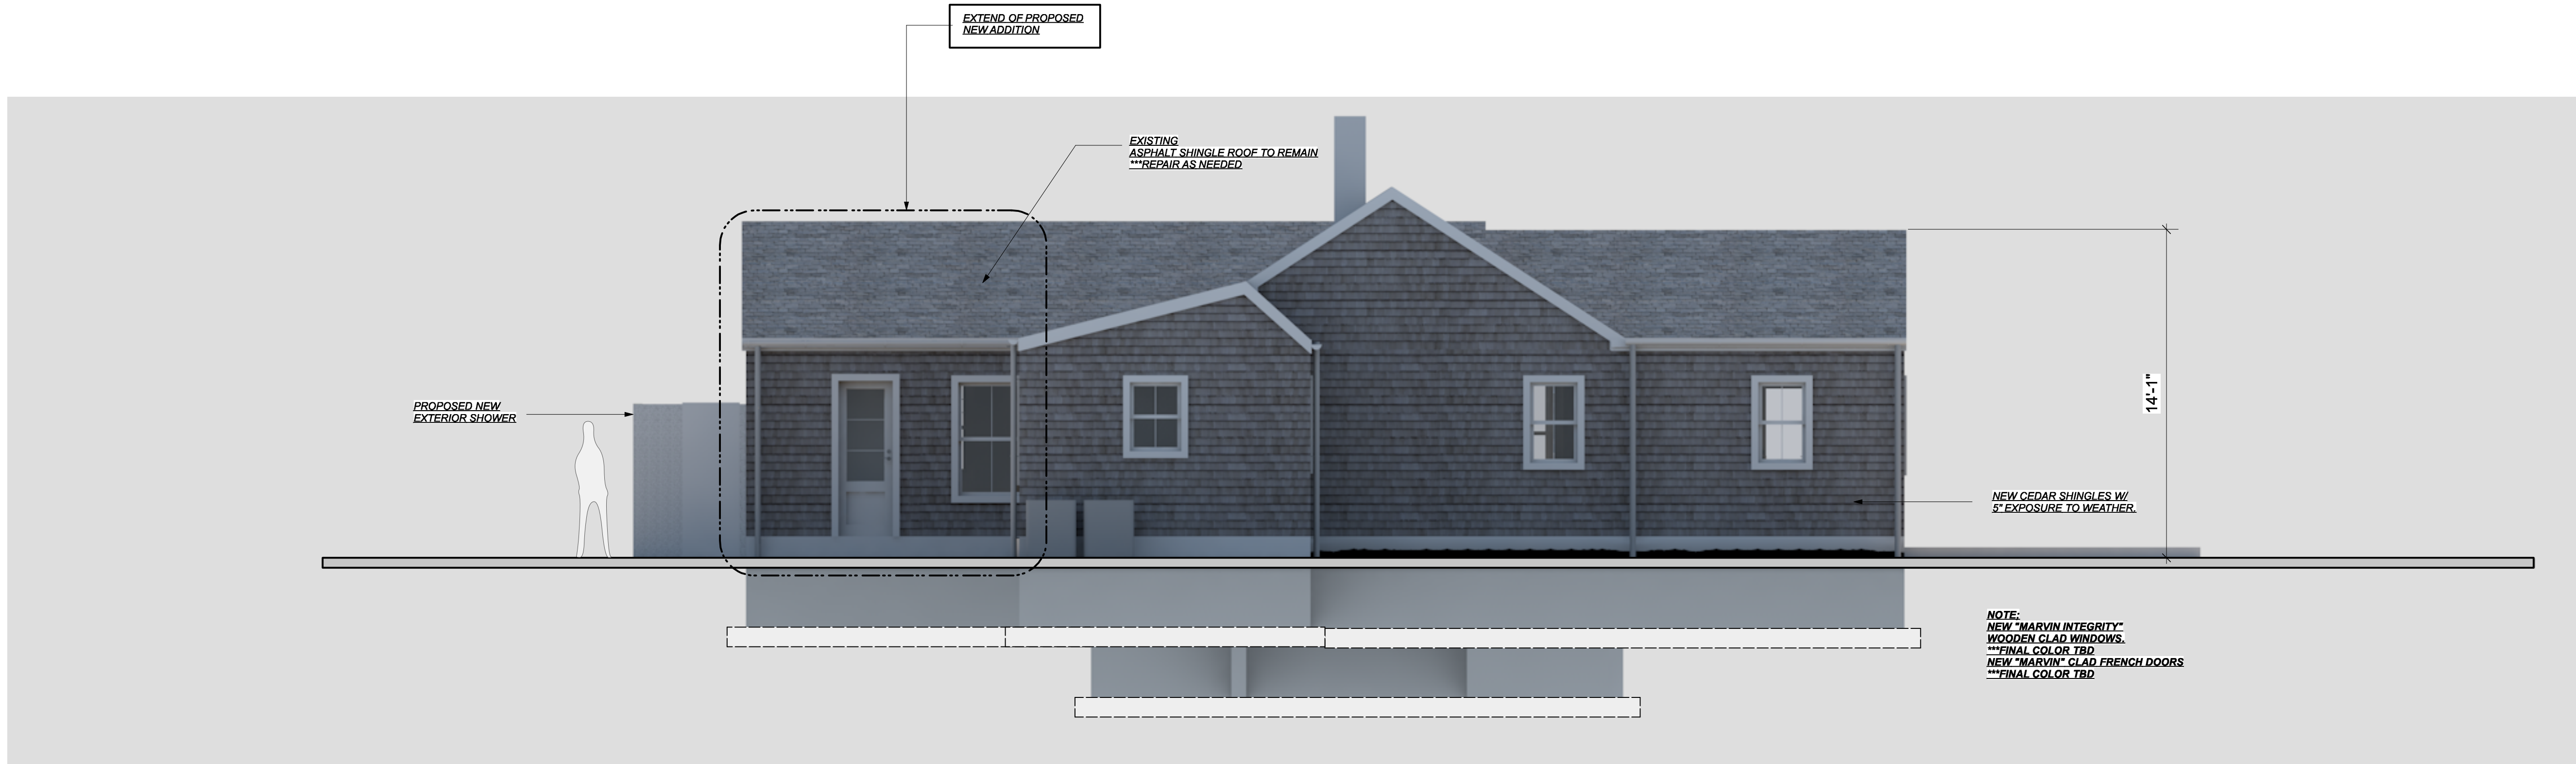 EXTEND OF PROPOSED
NEW ADDITION
EXISTING
ASPHALT SHINGLE ROOF TO REMAIN
***REPAIR AS NEEDED
PROPOSED NEW
EXTERIOR SHOWER
14'-1"
NEW CEDAR SHINGLES W/
5" EXPOSURE TO WEATHER.
NOTE:
NEW "MARVIN INTEGRITY"
WOODEN CLAD WINDOWS.
***FINAL COLOR TBD
NEW "MARVIN" CLAD FRENCH DOORS
***FINAL COLOR TBD